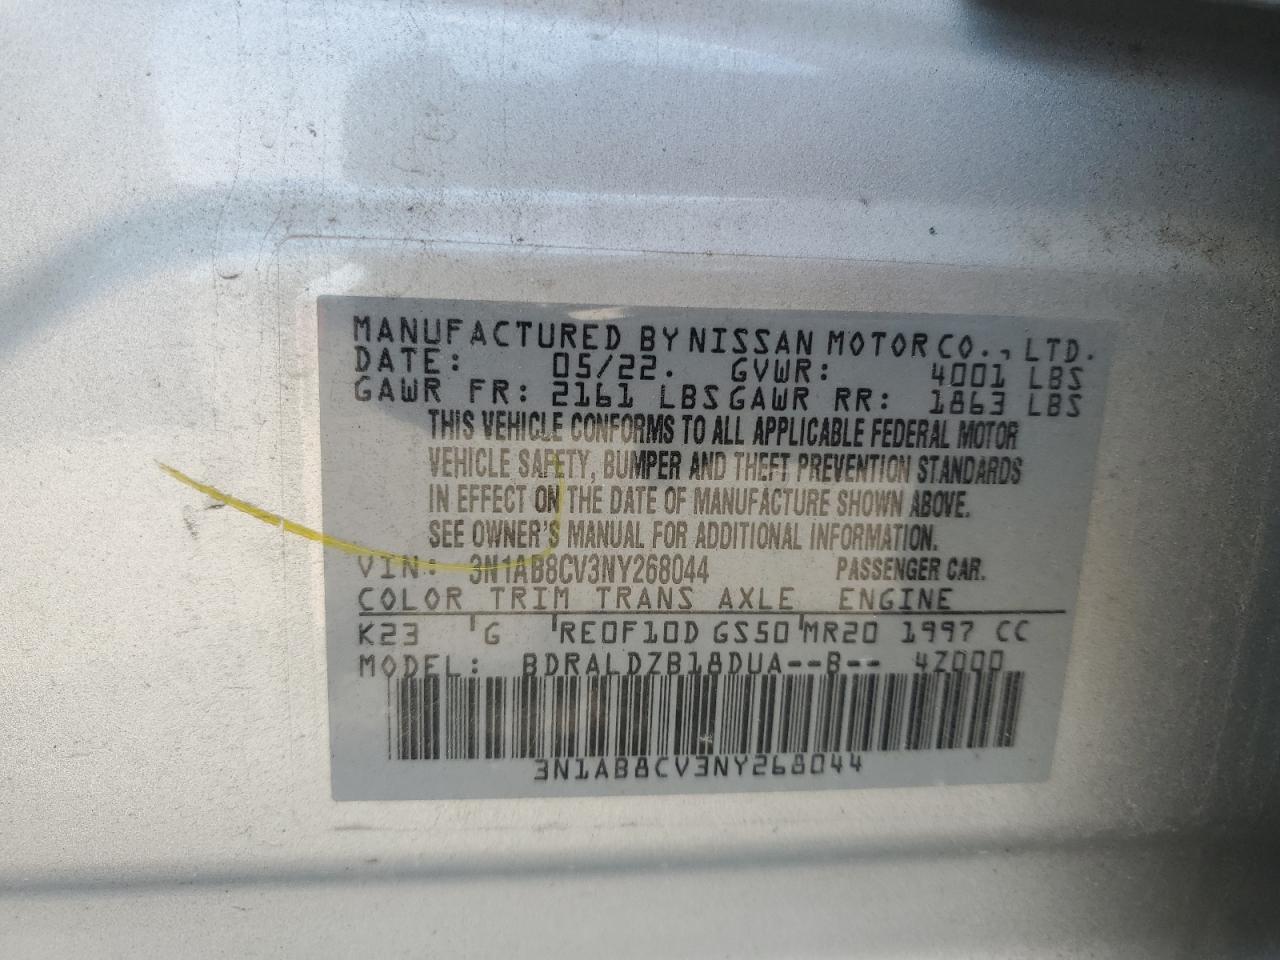 MANUFACTURED BY NISSAN MOTOR CO., LTD.
DATE: 05/22. GVWR: 4001 LBS
GAWR FR: 2161 LBS GAWR RR: 1863 LBS
THIS VEHICLE CONFORMS TO ALL APPLICABLE FEDERAL MOTOR
VEHICLE SAFETY, BUMPER AND THEFT PREVENTION STANDARDS
IN EFFECT ON THE DATE OF MANUFACTURE SHOWN ABOVE.
SEE OWNER'S MANUAL FOR ADDITIONAL INFORMATION.
VIN: 3N1AB8CV3NY268044 PASSENGER CAR.
COLOR TRIM TRANS AXLE ENGINE
K23 G RE0F10D GS50 MR20 1997 CC
MODEL: BDRALDZB18DUA--B-- 4Z000
3N1AB8CV3NY268044